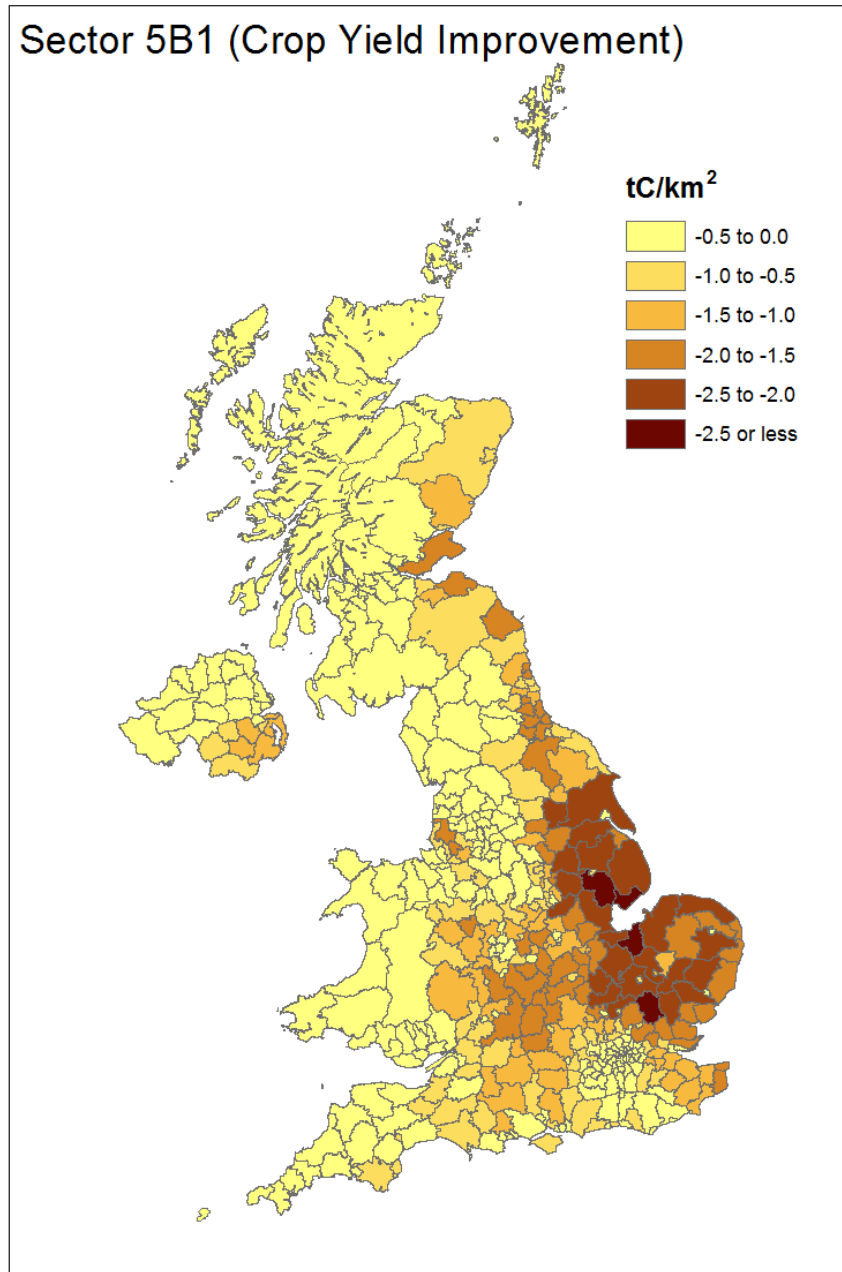 Sector 5B1 (Crop Yield Improvement)
tC/km²
-0.5 to 0.0
-1.0 to -0.5
-1.5 to -1.0
-2.0 to -1.5
-2.5 to -2.0
-2.5 or less